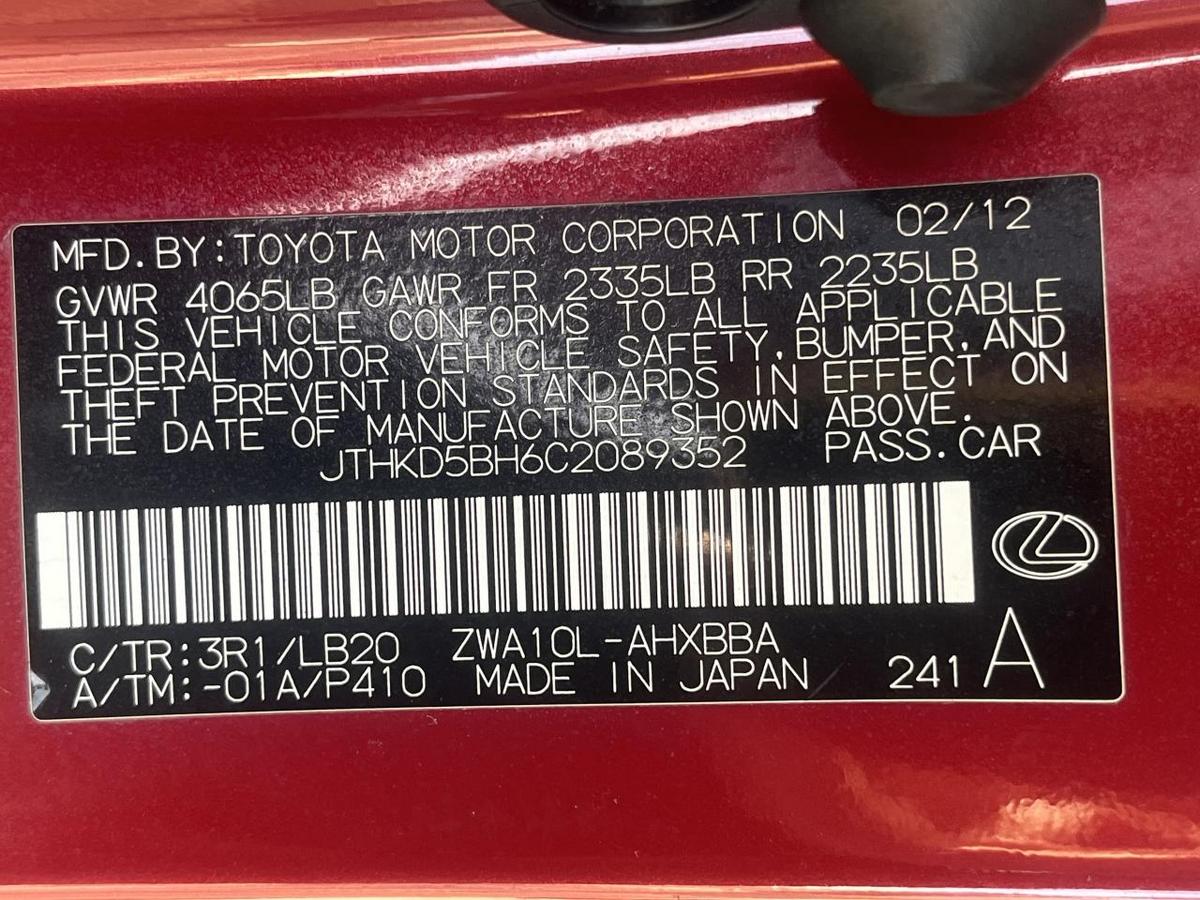 MFD. BY: TOYOTA MOTOR CORPORATION 02/12
GVWR 4065LB GAWR FR 2335LB RR 2235LB
THIS VEHICLE CONFORMS TO ALL APPLICABLE
FEDERAL MOTOR VEHICLE SAFETY, BUMPER, AND
THEFT PREVENTION STANDARDS IN EFFECT ON
THE DATE OF MANUFACTURE SHOWN ABOVE.
JTHKD5BH6C2089352 PASS. CAR
C/TR: 3R1/LB20 ZWA10L-AHXBBA
A/TM: -01A/P410 MADE IN JAPAN 241 A